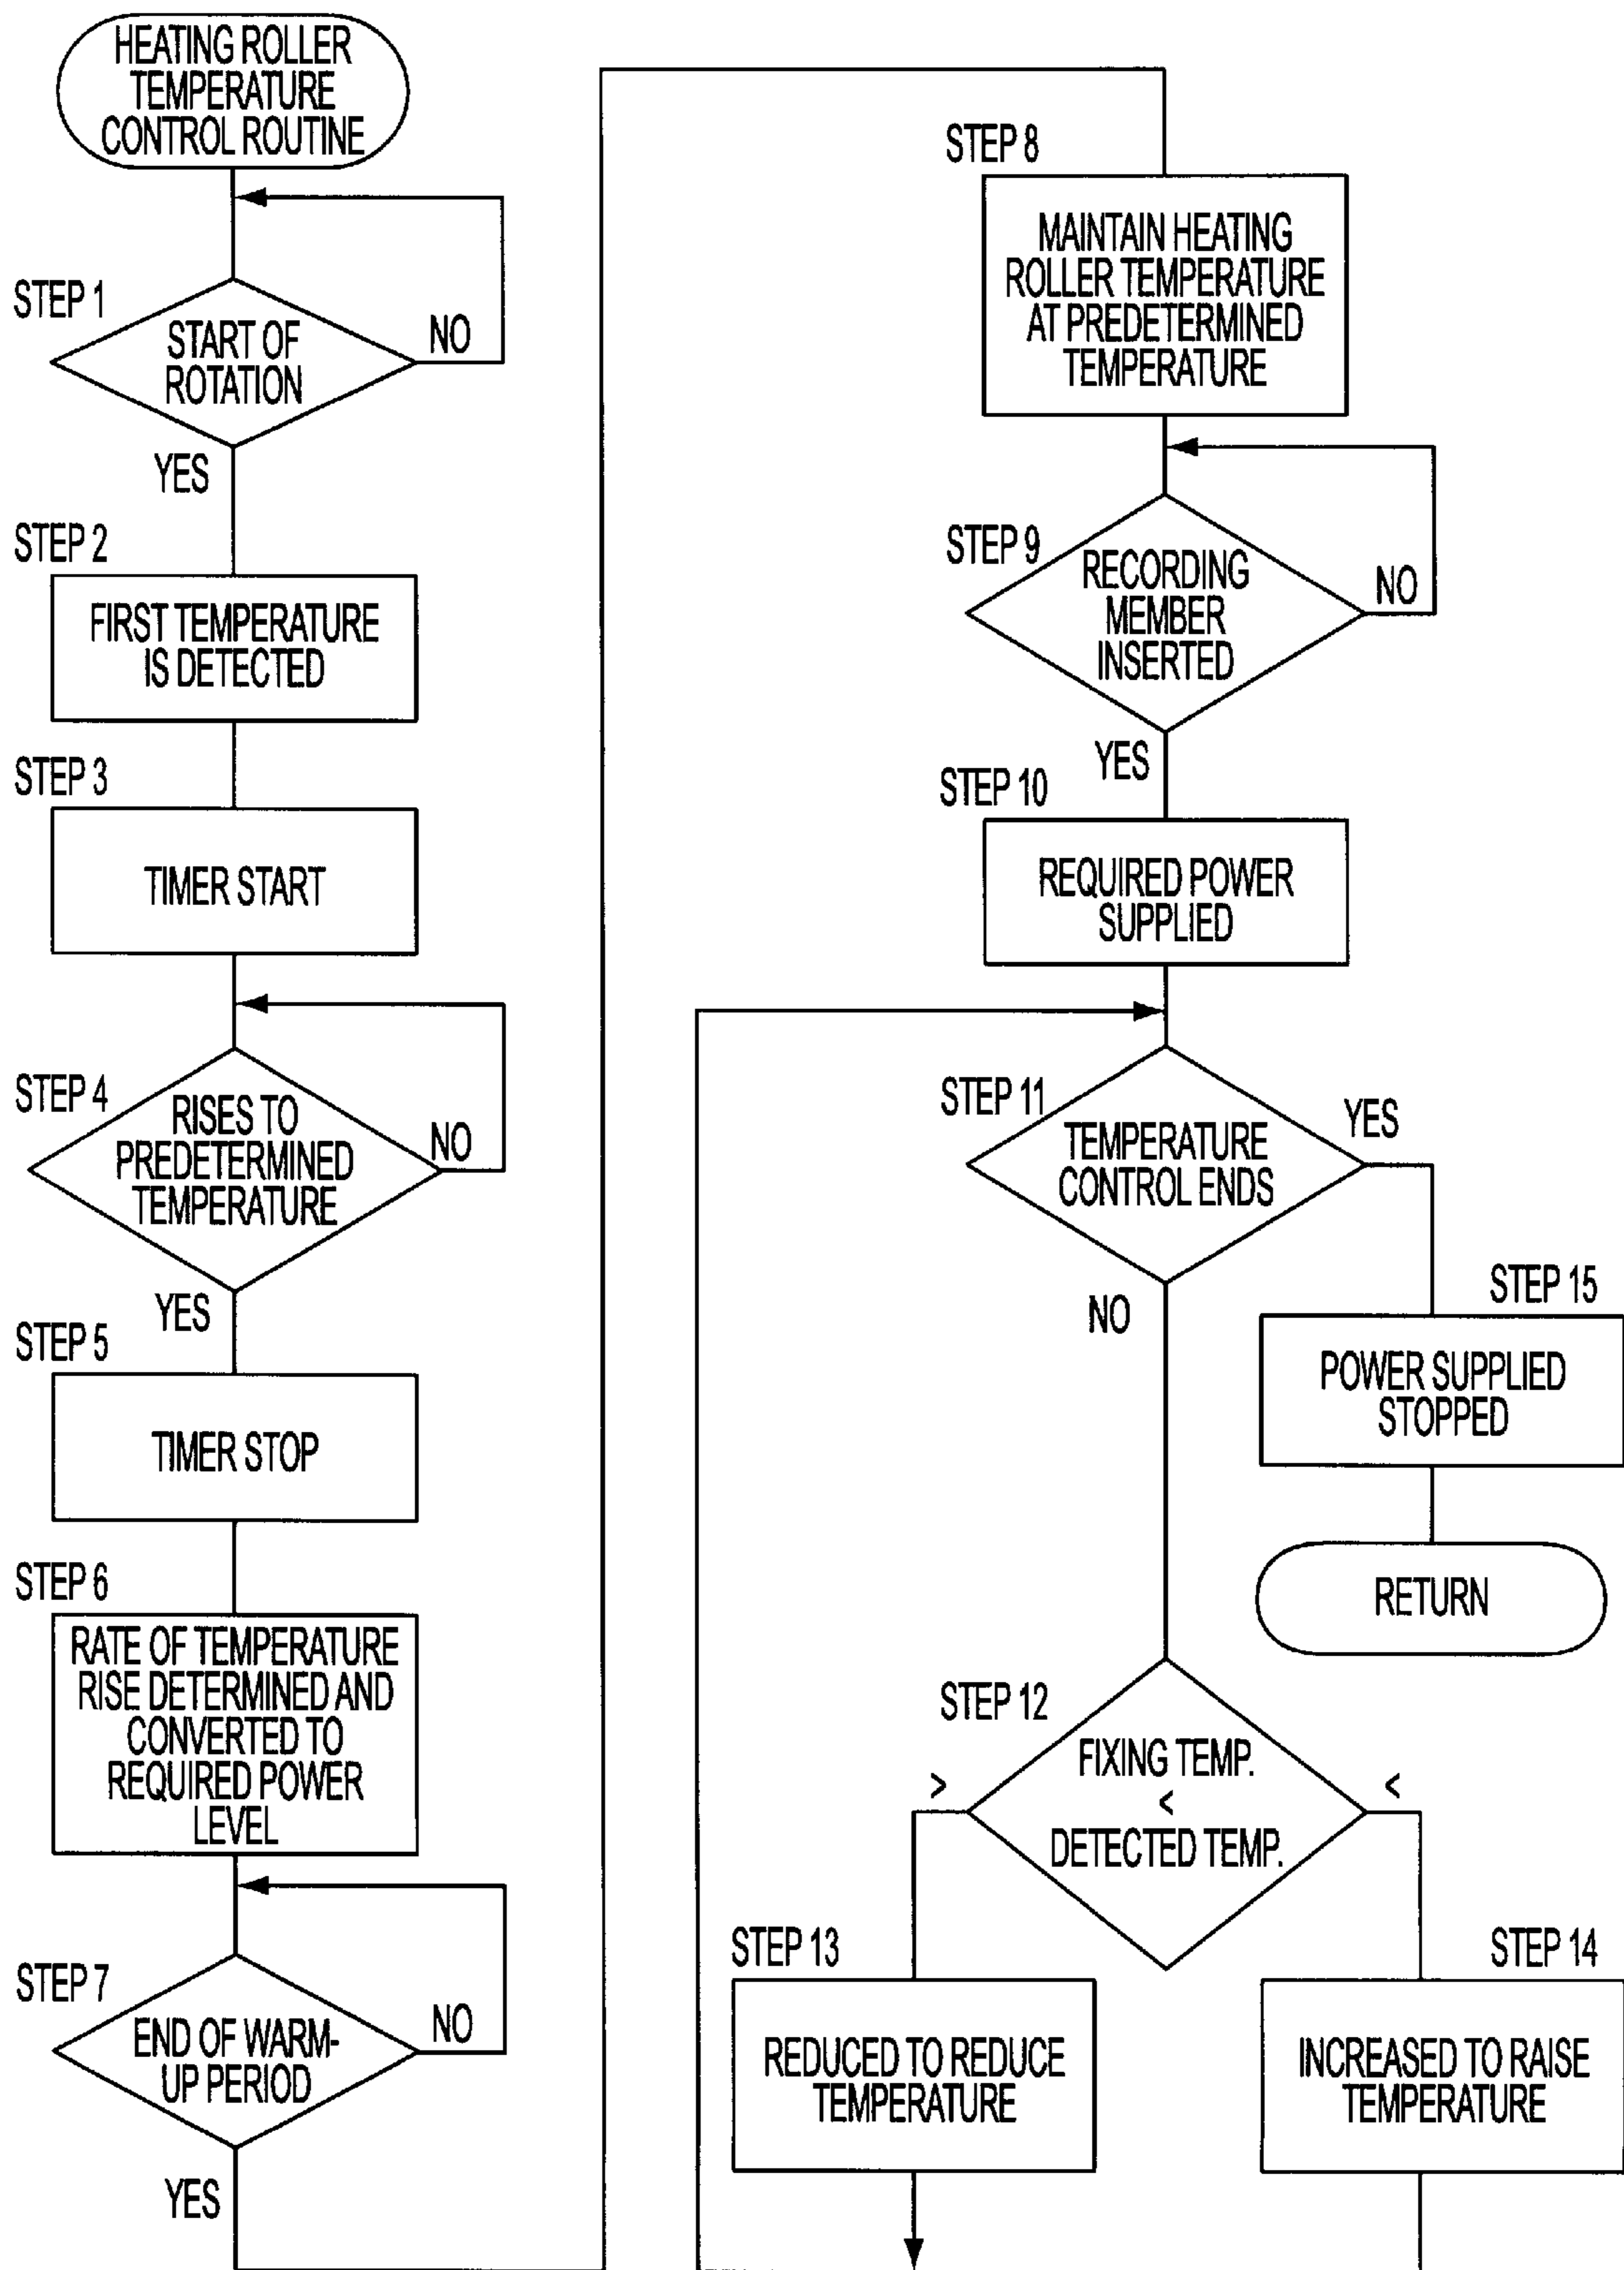 HEATING ROLLER
TEMPERATURE
CONTROL ROUTINE
STEP 1
START OF
ROTATION
NO
YES
STEP 2
FIRST TEMPERATURE
IS DETECTED
STEP 3
TIMER START
STEP 4
RISES TO
PREDETERMINED
TEMPERATURE
NO
YES
STEP 5
TIMER STOP
STEP 6
RATE OF TEMPERATURE
RISE DETERMINED AND
CONVERTED TO
REQUIRED POWER
LEVEL
STEP 7
END OF WARM-
UP PERIOD
NO
YES
STEP 8
MAINTAIN HEATING
ROLLER TEMPERATURE
AT PREDETERMINED
TEMPERATURE
STEP 9
RECORDING
MEMBER
INSERTED
NO
YES
STEP 10
REQUIRED POWER
SUPPLIED
STEP 11
TEMPERATURE
CONTROL ENDS
YES
NO
STEP 15
POWER SUPPLIED
STOPPED
RETURN
STEP 12
FIXING TEMP.
<
DETECTED TEMP.
>
<
STEP 13
REDUCED TO REDUCE
TEMPERATURE
STEP 14
INCREASED TO RAISE
TEMPERATURE